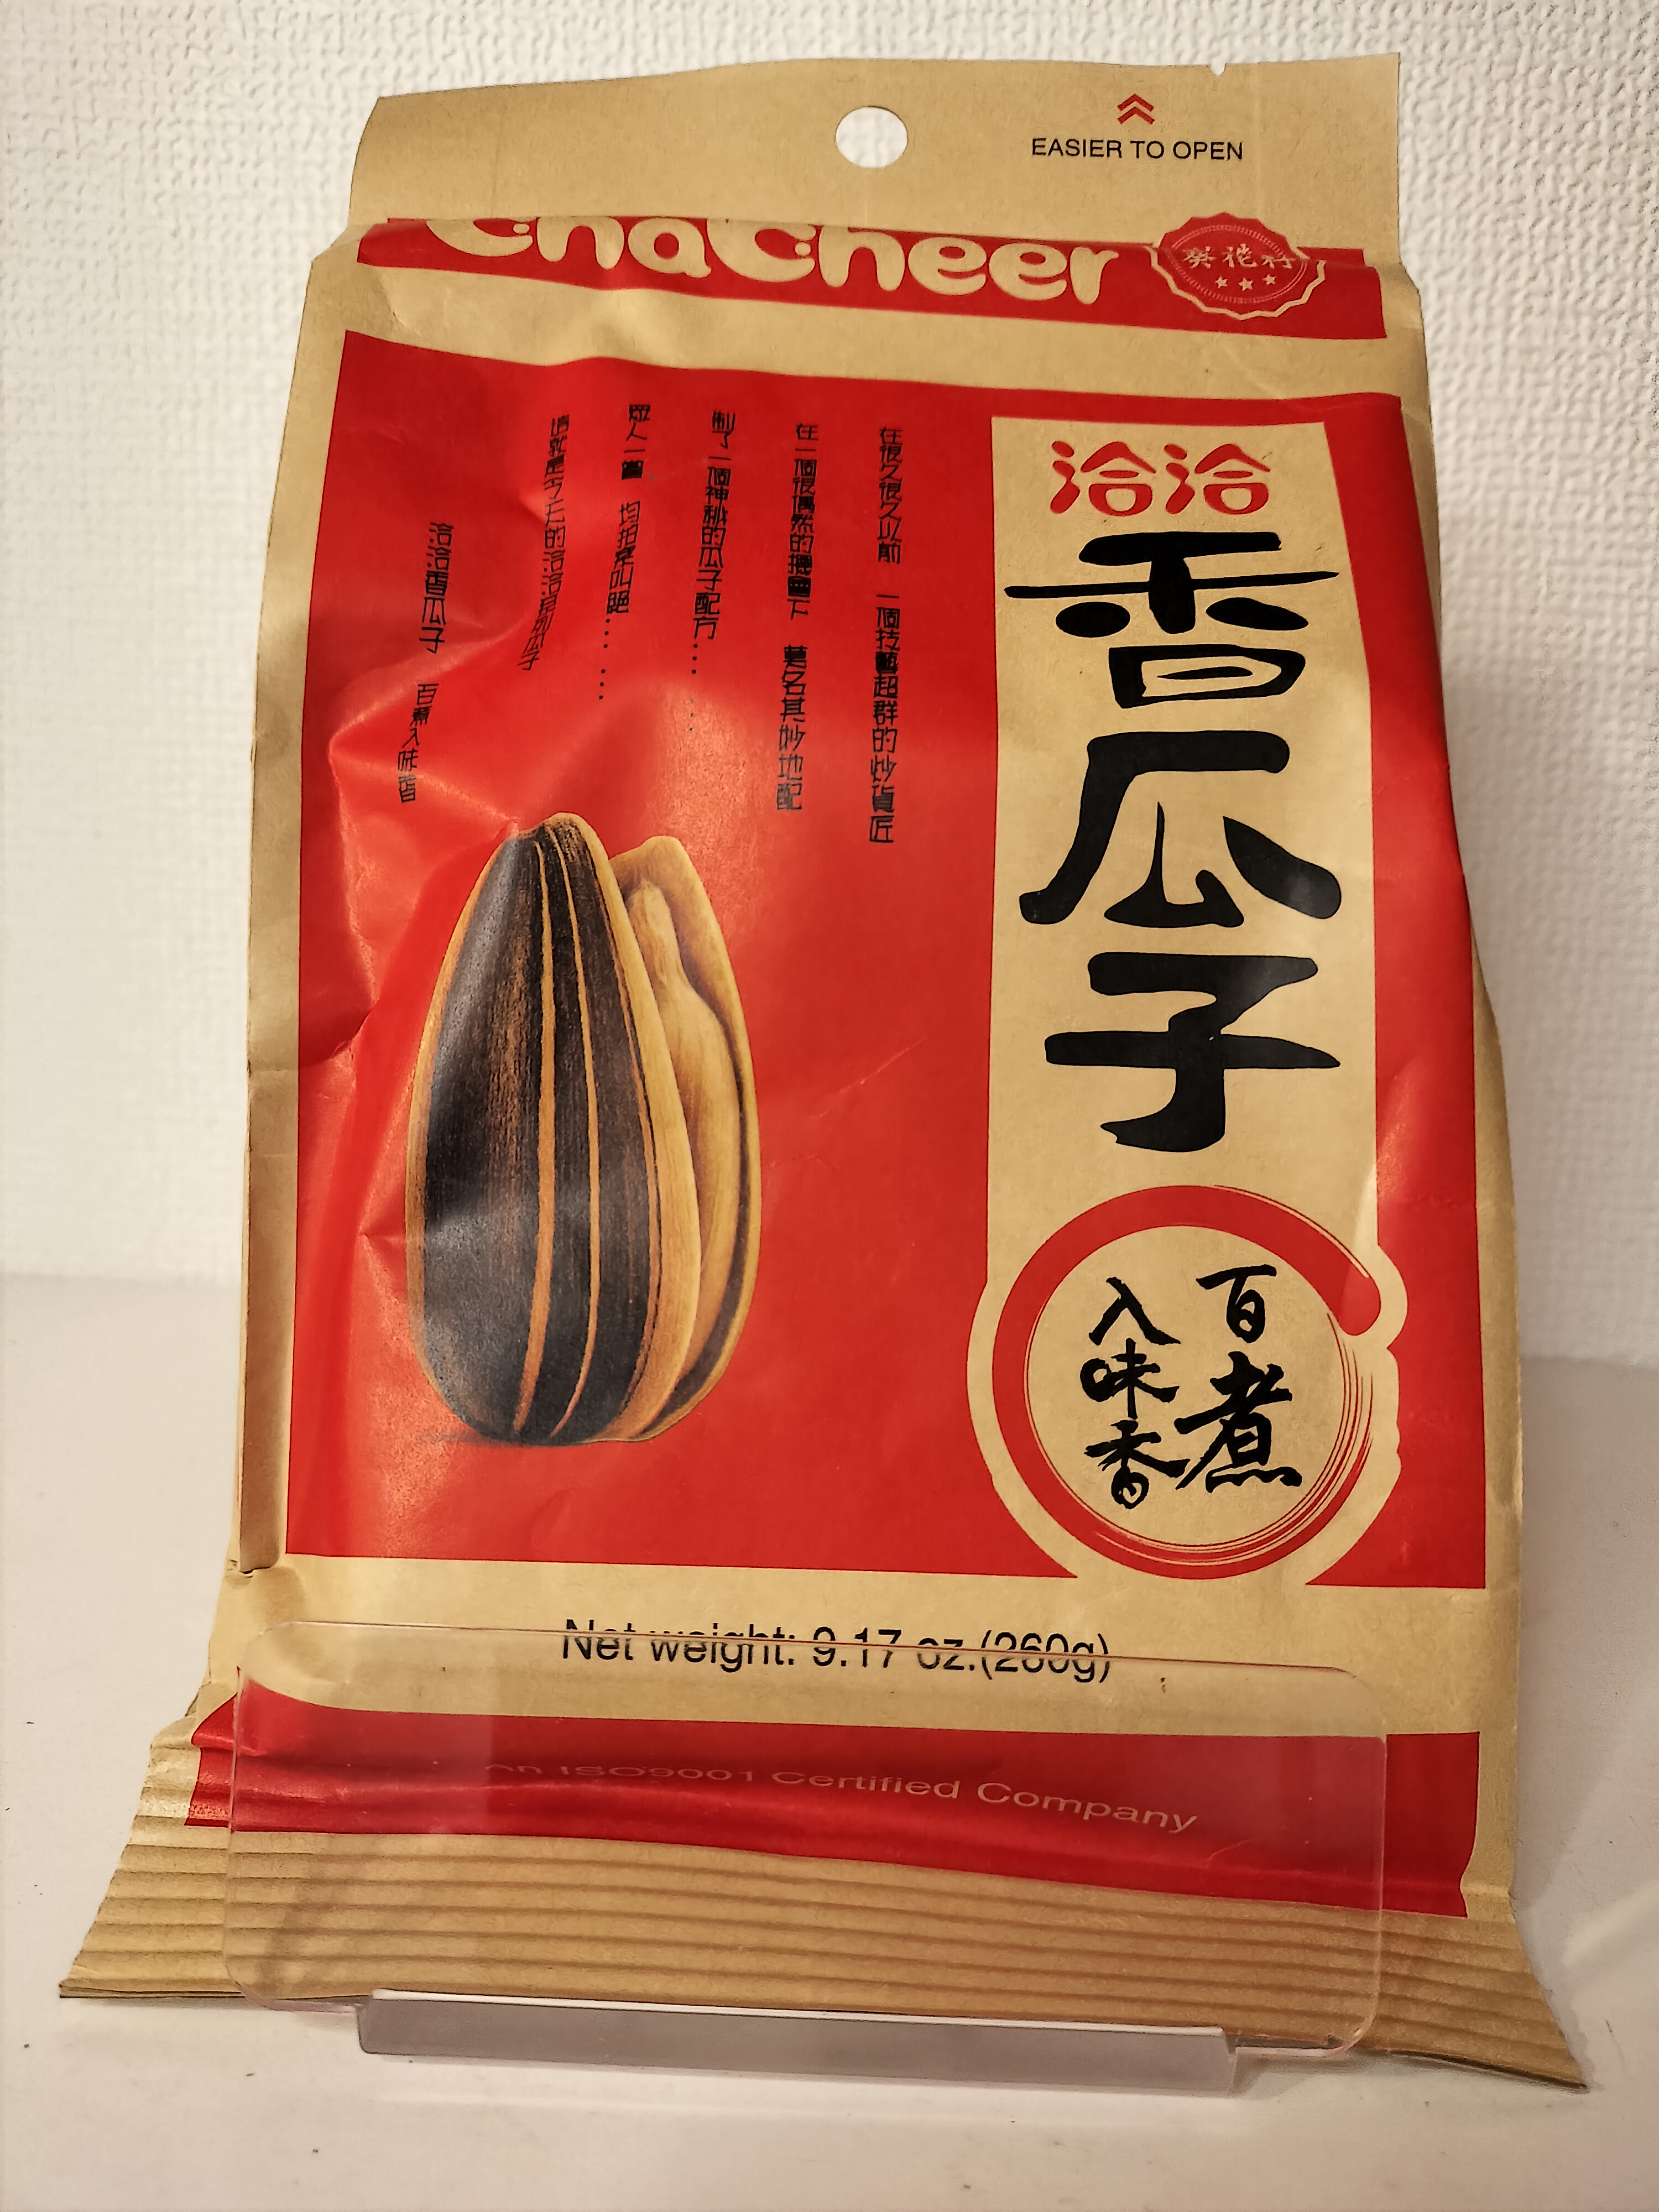 EASIER TO OPEN
ChaCheer
葵花籽
洽洽
香瓜子
百煮
入味香
在很久很久以前 一個技藝超群的炒貨匠
在一個很偶然的機會下 莫名其妙地配
制了一個神秘的瓜子配方......
眾人一嘗 均拍案叫絕......
這就是今天的洽洽香瓜子
洽洽香瓜子 百煮入味香
Net weight: 9.17 oz.(260g)
An ISO9001 Certified Company